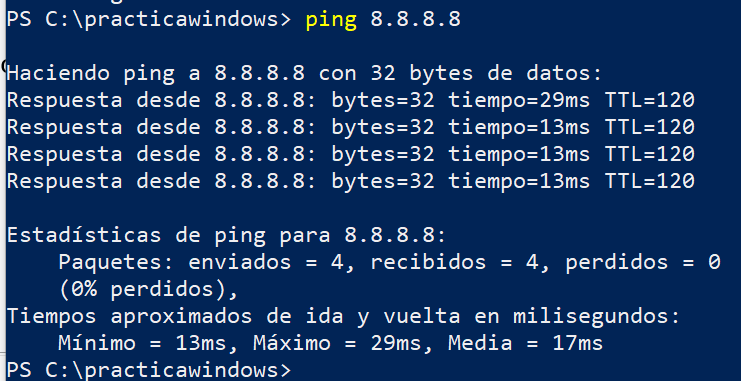 PS C:\practicawindows> ping 8.8.8.8
Haciendo ping a 8.8.8.8 con 32 bytes de datos:
Respuesta desde 8.8.8.8: bytes=32 tiempo=29ms TTL=120
Respuesta desde 8.8.8.8: bytes=32 tiempo=13ms TTL=120
Respuesta desde 8.8.8.8: bytes=32 tiempo=13ms TTL=120
Respuesta desde 8.8.8.8: bytes=32 tiempo=13ms TTL=120
Estadísticas de ping para 8.8.8.8:
Paquetes: enviados = 4, recibidos = 4, perdidos = 0
(0% perdidos),
Tiempos aproximados de ida y vuelta en milisegundos:
Mínimo = 13ms, Máximo = 29ms, Media = 17ms
PS C:\practicawindows>